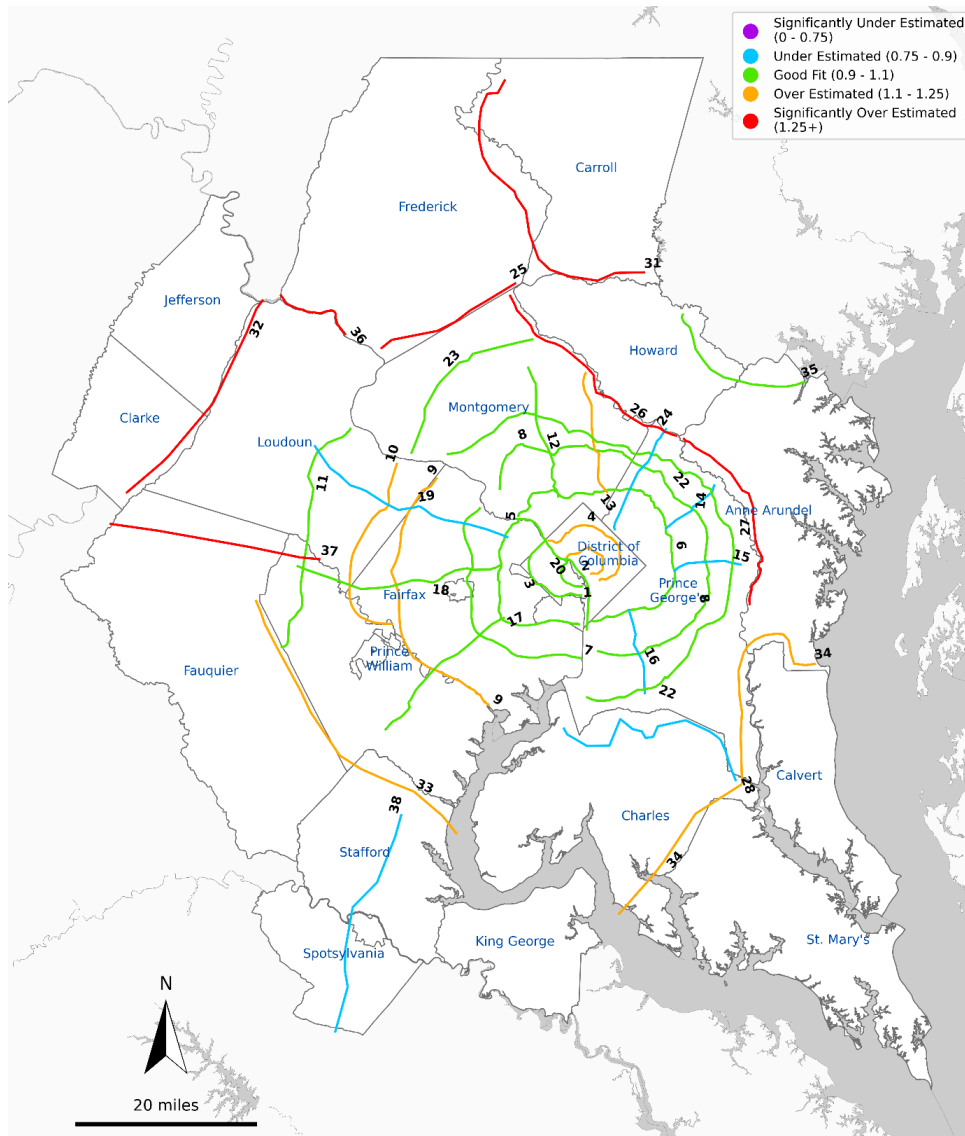 Significantly Under Estimated
(0 - 0.75)
Under Estimated (0.75 - 0.9)
Good Fit (0.9 - 1.1)
Over Estimated (1.1 - 1.25)
Significantly Over Estimated
(1.25+)
Carroll
Frederick
31
25
Jefferson
32
36
Howard
23
35
Montgomery
26
24
Clarke
Loudoun
8
12
10
9
22
11
19
14
13
5
4
Anne Arundel
27
6
District of
Columbia
37
20
2
15
3
18
Fairfax
1
Prince
George's
8
17
7
16
Prince
William
34
Fauquier
22
9
Calvert
33
28
38
Charles
Stafford
34
St. Mary's
King George
Spotsylvania
N
20 miles